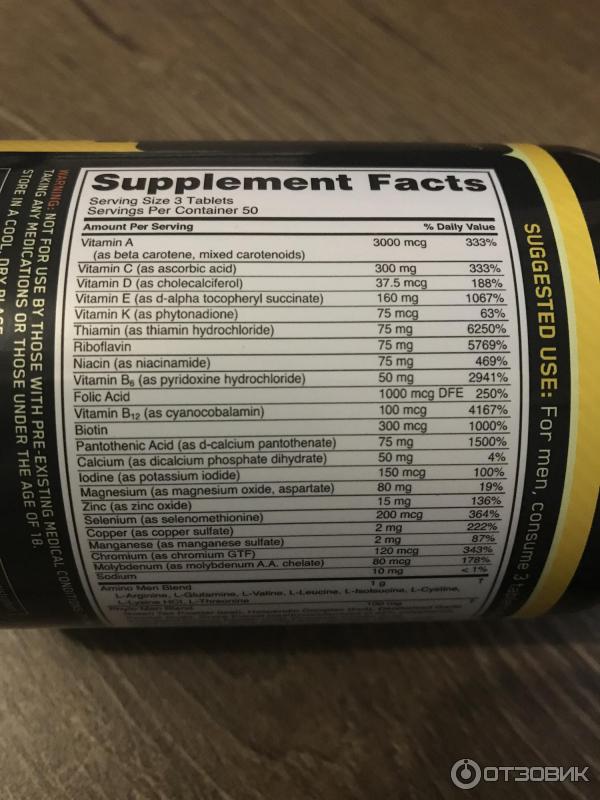 WARNING: NOT FOR USE BY THOSE WITH PRE-EXISTING MEDICAL CONDITIONS
TAKING ANY MEDICATIONS OR THOSE UNDER THE AGE OF 18.
STORE IN A COOL, DRY PLACE
Supplement Facts
Serving Size 3 Tablets
Servings Per Container 50
Amount Per Serving % Daily Value
Vitamin A 3000 mcg 333%
(as beta carotene, mixed carotenoids)
Vitamin C (as ascorbic acid) 300 mg 333%
Vitamin D (as cholecalciferol) 37.5 mcg 188%
Vitamin E (as d-alpha tocopheryl succinate) 160 mg 1067%
Vitamin K (as phytonadione) 75 mcg 63%
Thiamin (as thiamin hydrochloride) 75 mg 6250%
Riboflavin 75 mg 5769%
Niacin (as niacinamide) 75 mg 469%
Vitamin B6 (as pyridoxine hydrochloride) 50 mg 2941%
Folic Acid 1000 mcg DFE 250%
Vitamin B12 (as cyanocobalamin) 100 mcg 4167%
Biotin 300 mcg 1000%
Pantothenic Acid (as d-calcium pantothenate) 75 mg 1500%
Calcium (as dicalcium phosphate dihydrate) 50 mg 4%
Iodine (as potassium iodide) 150 mcg 100%
Magnesium (as magnesium oxide, aspartate) 80 mg 19%
Zinc (as zinc oxide) 15 mg 136%
Selenium (as selenomethionine) 200 mcg 364%
Copper (as copper sulfate) 2 mg 222%
Manganese (as manganese sulfate) 2 mg 87%
Chromium (as chromium GTF) 120 mcg 343%
Molybdenum (as molybdenum A.A. chelate) 80 mcg 178%
Sodium 10 mg < 1%
Amino Men Blend 1 g †
L-Arginine, L-Glutamine, L-Valine, L-Leucine, L-Isoleucine, L-Cystine,
L-Lysine HCl, L-Threonine
100 mg
SUGGESTED USE: For men, consume 3
ОТЗОВИК